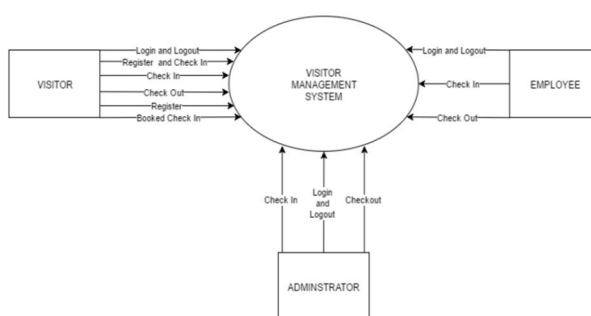 Login and Logout
Register and Check In
Check In
Check Out
Register
Booked Check In
VISITOR
VISITOR
MANAGEMENT
SYSTEM
Login and Logout
Check In
Check Out
EMPLOYEE
Check In
Login
and
Logout
Checkout
ADMINSTRATOR